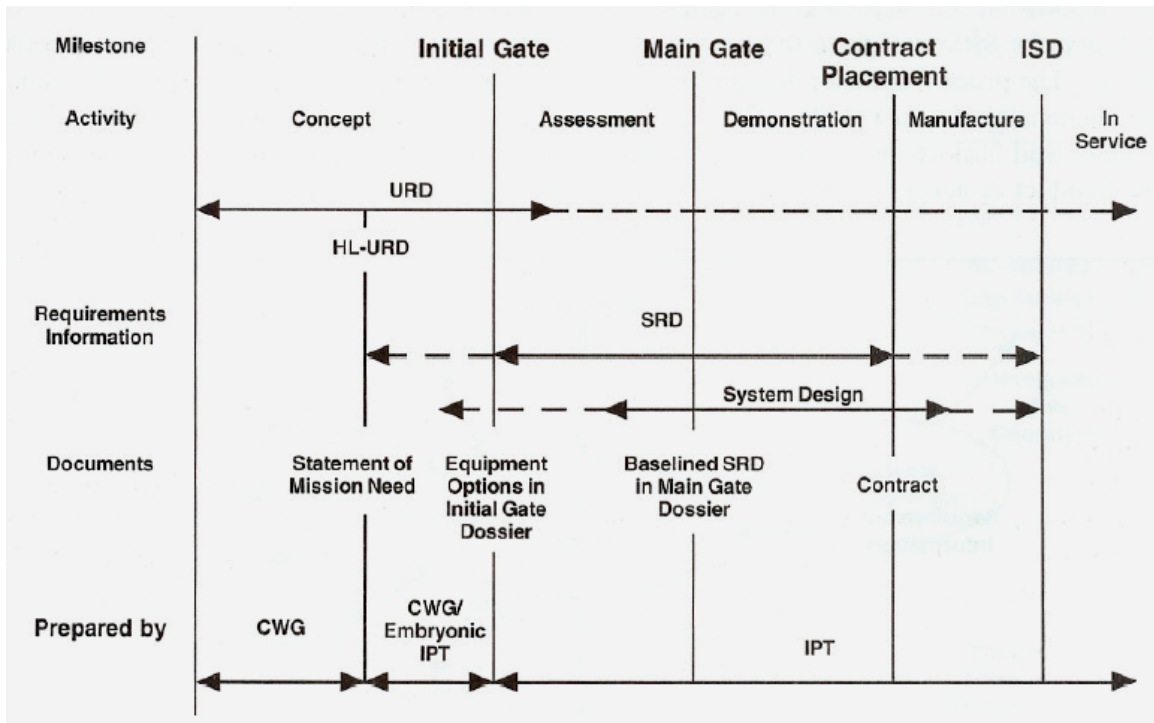 Milestone
Initial Gate
Main Gate
Contract
Placement
ISD
Activity
Concept
Assessment
Demonstration
Manufacture
In
Service
URD
HL-URD
Requirements
Information
SRD
System Design
Documents
Statement of
Mission Need
Equipment
Options in
Initial Gate
Dossier
Baselined SRD
in Main Gate
Dossier
Contract
Prepared by
CWG
CWG/
Embryonic
IPT
IPT